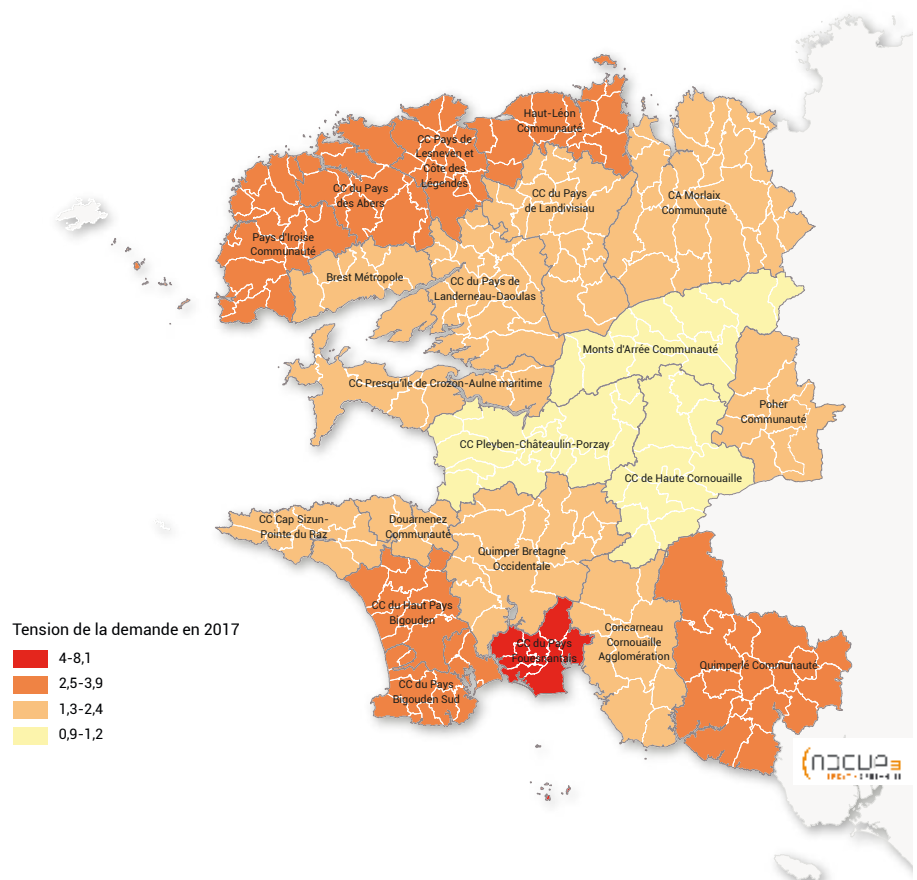 Haut-Léon
Communauté
CC Pays de
Lesneven et
Côte des
Légendes
CC du Pays
des Abers
CC du Pays
de Landivisiau
CA Morlaix
Communauté
Pays d'Iroise
Communauté
Brest Métropole
CC du Pays de
Landerneau-Daoulas
Monts d'Arrée Communauté
CC Presqu'île de Crozon-Aulne maritime
Poher
Communauté
CC Pleyben-Châteaulin-Porzay
CC de Haute Cornouaille
CC Cap Sizun-
Pointe du Raz
Douarnenez
Communauté
Quimper Bretagne
Occidentale
CC du Haut Pays
Bigouden
Concarneau
Cornouaille
Agglomération
CC du Pays
Fouesnantais
Quimperlé Communauté
CC du Pays
Bigouden Sud
Tension de la demande en 2017
4-8,1
2,5-3,9
1,3-2,4
0,9-1,2